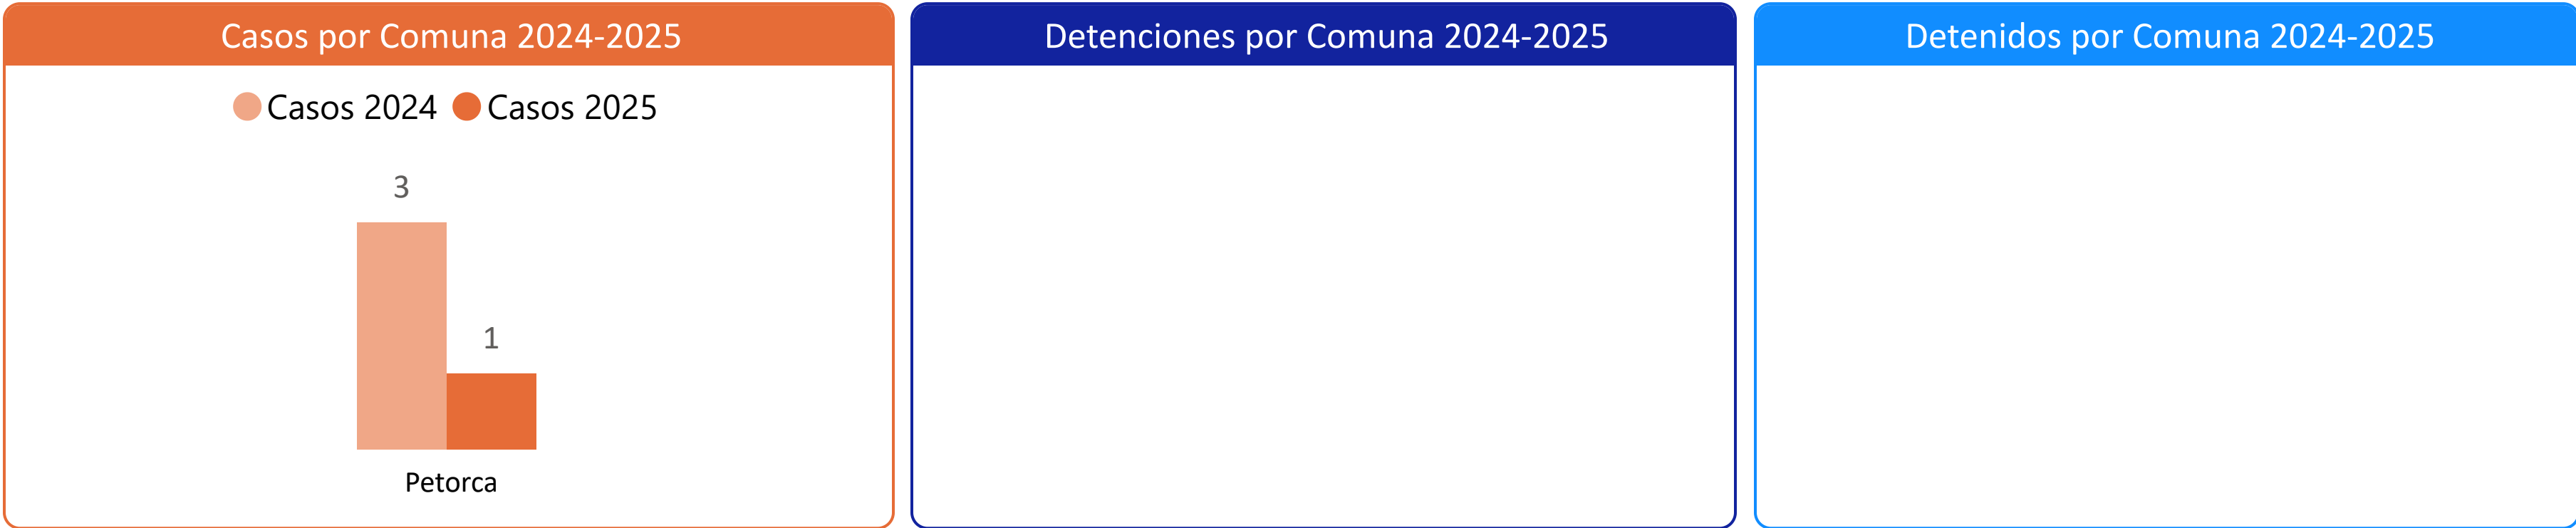 Casos por Comuna 2024-2025
Casos 2024 Casos 2025
3
1
Petorca
Detenciones por Comuna 2024-2025
Detenidos por Comuna 2024-2025